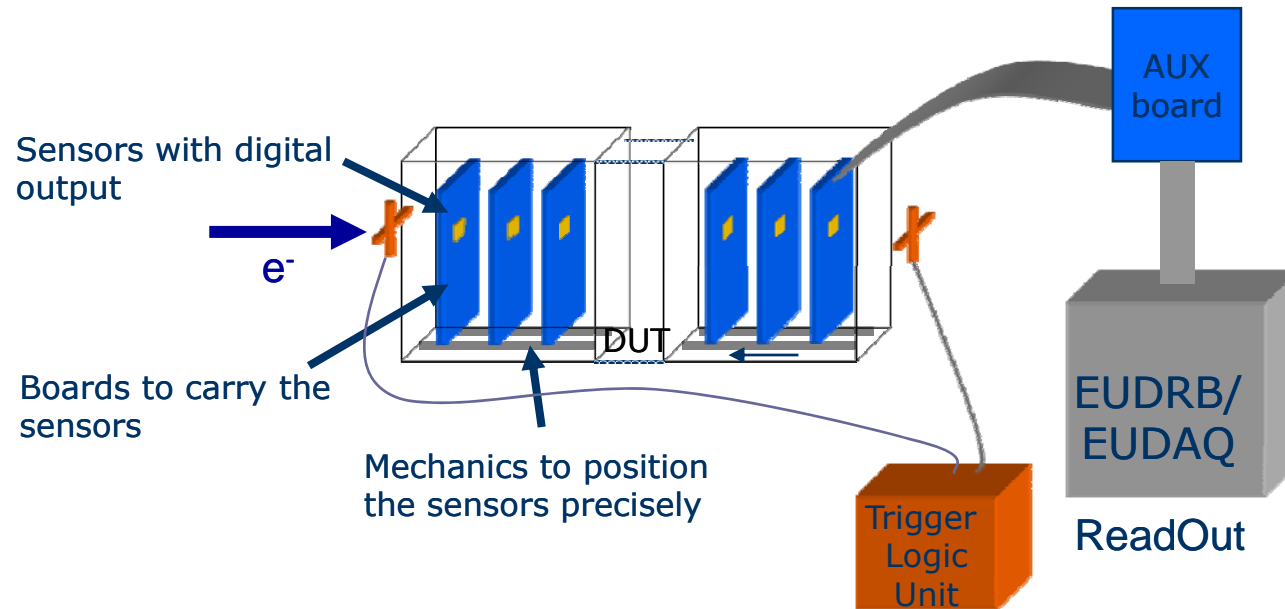 AUX
board
Sensors with digital
output
e-
DUT
Boards to carry the
sensors
Mechanics to position
the sensors precisely
EUDRB/
EUDAQ
Trigger
Logic
Unit
ReadOut